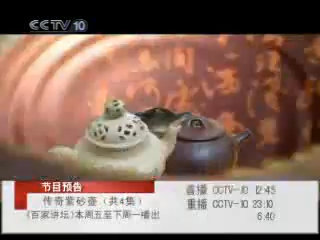 CCTV 10
节目预告
传奇紫砂壶（共4集）
《百家讲坛》本周五至下周一播出
首播 CCTV-10 12:45
重播 CCTV-10 23:10
6:40